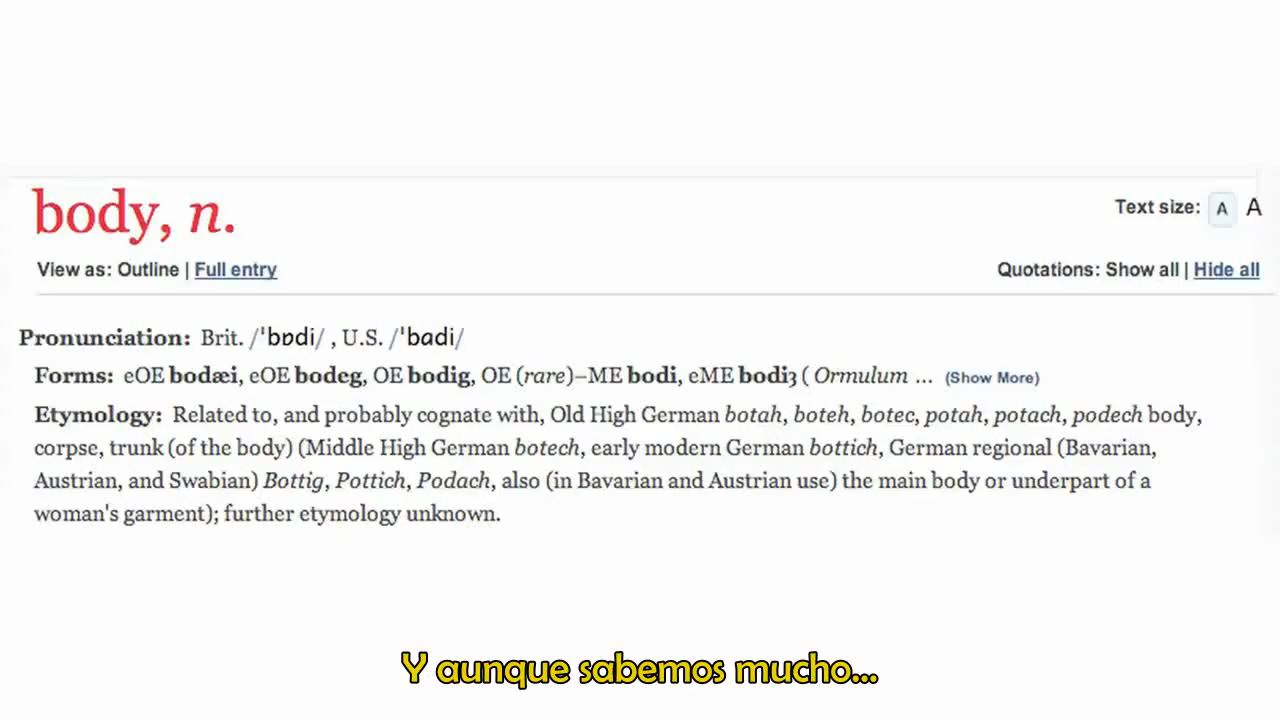 body, n.
Text size: A A
View as: Outline | Full entry
Quotations: Show all | Hide all
Pronunciation: Brit. /ˈbɒdi/ , U.S. /ˈbɑdi/
Forms: eOE bodæi, eOE bodeg, OE bodig, OE (rare)–ME bodi, eME bodiȝ ( Ormulum ... (Show More)
Etymology: Related to, and probably cognate with, Old High German botah, boteh, botec, potah, potach, podech body,
corpse, trunk (of the body) (Middle High German botech, early modern German bottich, German regional (Bavarian,
Austrian, and Swabian) Bottig, Pottich, Podach, also (in Bavarian and Austrian use) the main body or underpart of a
woman's garment); further etymology unknown.
Y aunque sabemos mucho...